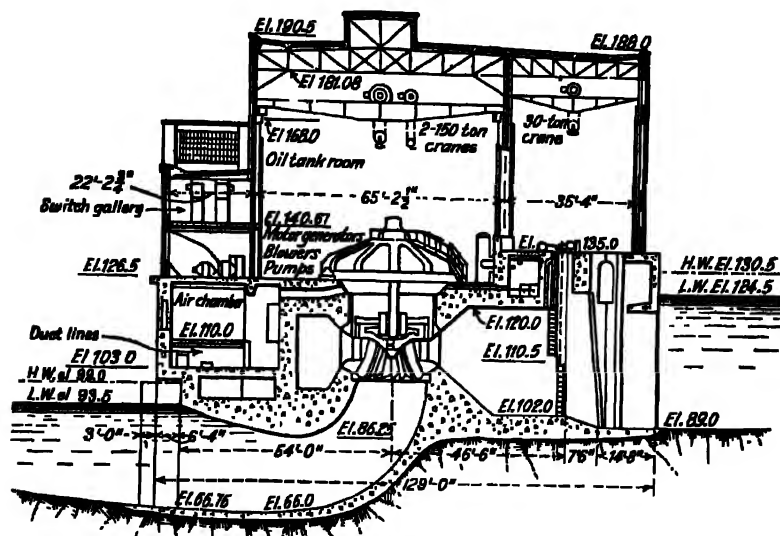 El.190.5
El.188.0
El 181.08
El 168.0
2-150 ton
cranes
30-ton
crane
Oil tank room
22'-2¾"
65'-2½"
35'-4"
Switch gallery
El.140.67
Motor generators
Blowers
Pumps
El. 135.0
El.126.5
H.W. El.130.5
L.W. El.124.5
Air chamber
El.110.0
El.120.0
Duct lines
El.110.5
El 103.0
H.W. el 99.0
L.W. el 93.5
El.102.0
El.86.25
El.89.0
3'-0"
6'-4"
54'-0"
46'-6"
7'6"
14'-8"
129'-0"
El.66.76
El.66.0